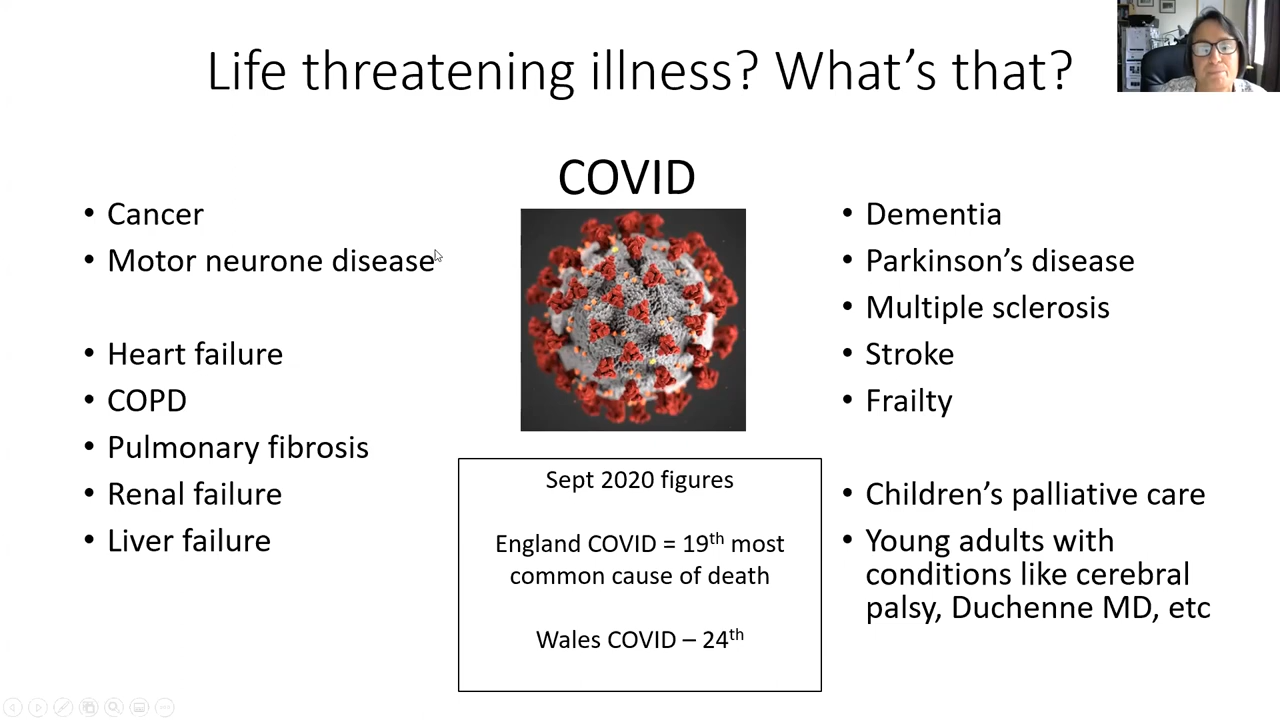 Life threatening illness? What's that?
COVID
• Cancer
• Motor neurone disease
• Heart failure
• COPD
• Pulmonary fibrosis
• Renal failure
• Liver failure
Sept 2020 figures
England COVID = 19th most
common cause of death
Wales COVID – 24th
• Dementia
• Parkinson's disease
• Multiple sclerosis
• Stroke
• Frailty
• Children's palliative care
• Young adults with
conditions like cerebral
palsy, Duchenne MD, etc